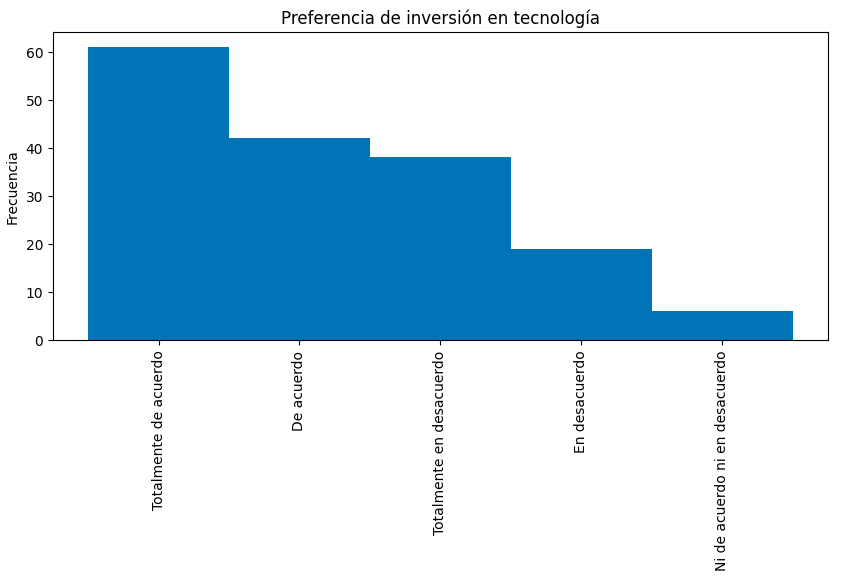 Preferencia de inversión en tecnología
Frecuencia
60
50
40
30
20
10
0
Totalmente de acuerdo
De acuerdo
Totalmente en desacuerdo
En desacuerdo
Ni de acuerdo ni en desacuerdo